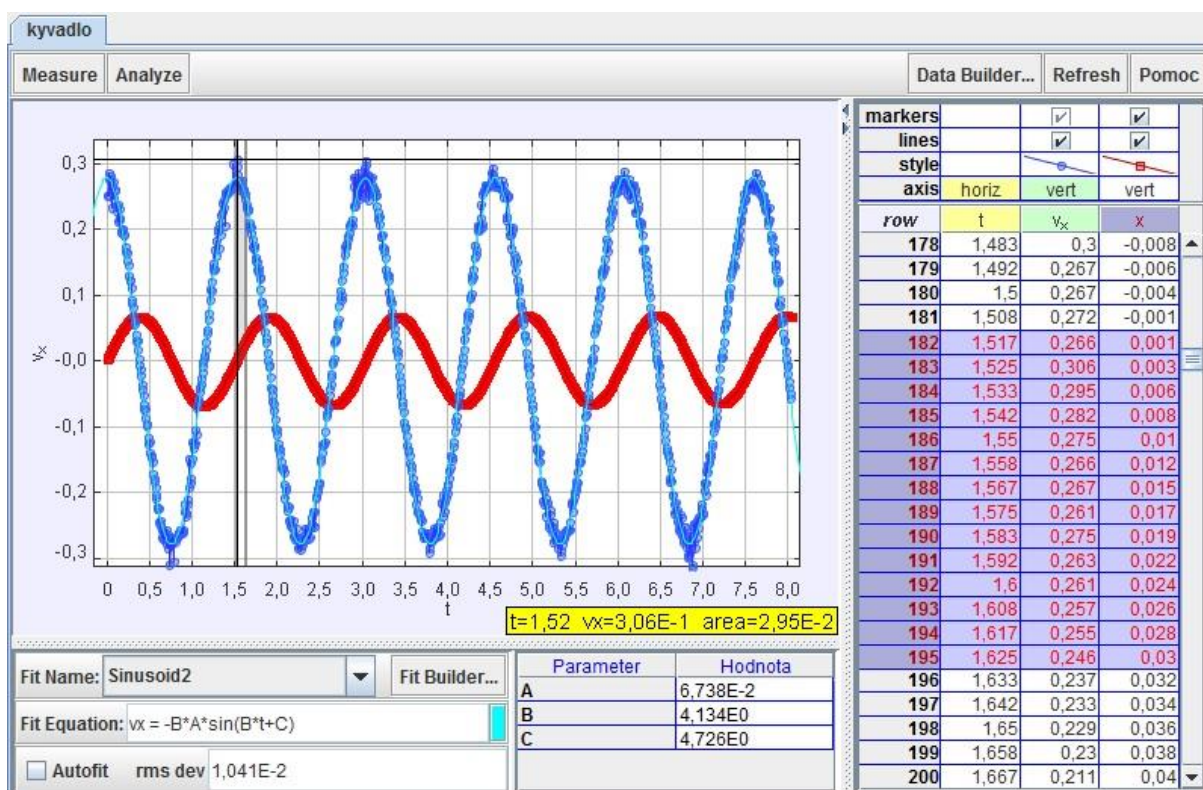 kyvadlo
Measure Analyze Data Builder... Refresh Pomoc
0,3
0,2
0,1
-0,0
-0,1
-0,2
-0,3
vx
0 0,5 1,0 1,5 2,0 2,5 3,0 3,5 4,0 4,5 5,0 5,5 6,0 6,5 7,0 7,5 8,0
t
t=1,52 vx=3,06E-1 area=2,95E-2
markers
lines
style
axis horiz vert vert
row t vx x
178 1,483 0,3 -0,008
179 1,492 0,267 -0,006
180 1,5 0,267 -0,004
181 1,508 0,272 -0,001
182 1,517 0,266 0,001
183 1,525 0,306 0,003
184 1,533 0,295 0,006
185 1,542 0,282 0,008
186 1,55 0,275 0,01
187 1,558 0,266 0,012
188 1,567 0,267 0,015
189 1,575 0,261 0,017
190 1,583 0,275 0,019
191 1,592 0,263 0,022
192 1,6 0,261 0,024
193 1,608 0,257 0,026
194 1,617 0,255 0,028
195 1,625 0,246 0,03
196 1,633 0,237 0,032
197 1,642 0,233 0,034
198 1,65 0,229 0,036
199 1,658 0,23 0,038
200 1,667 0,211 0,04
Fit Name: Sinusoid2 Fit Builder...
Fit Equation: vx = -B*A*sin(B*t+C)
Autofit rms dev 1,041E-2
Parameter Hodnota
A 6,738E-2
B 4,134E0
C 4,726E0